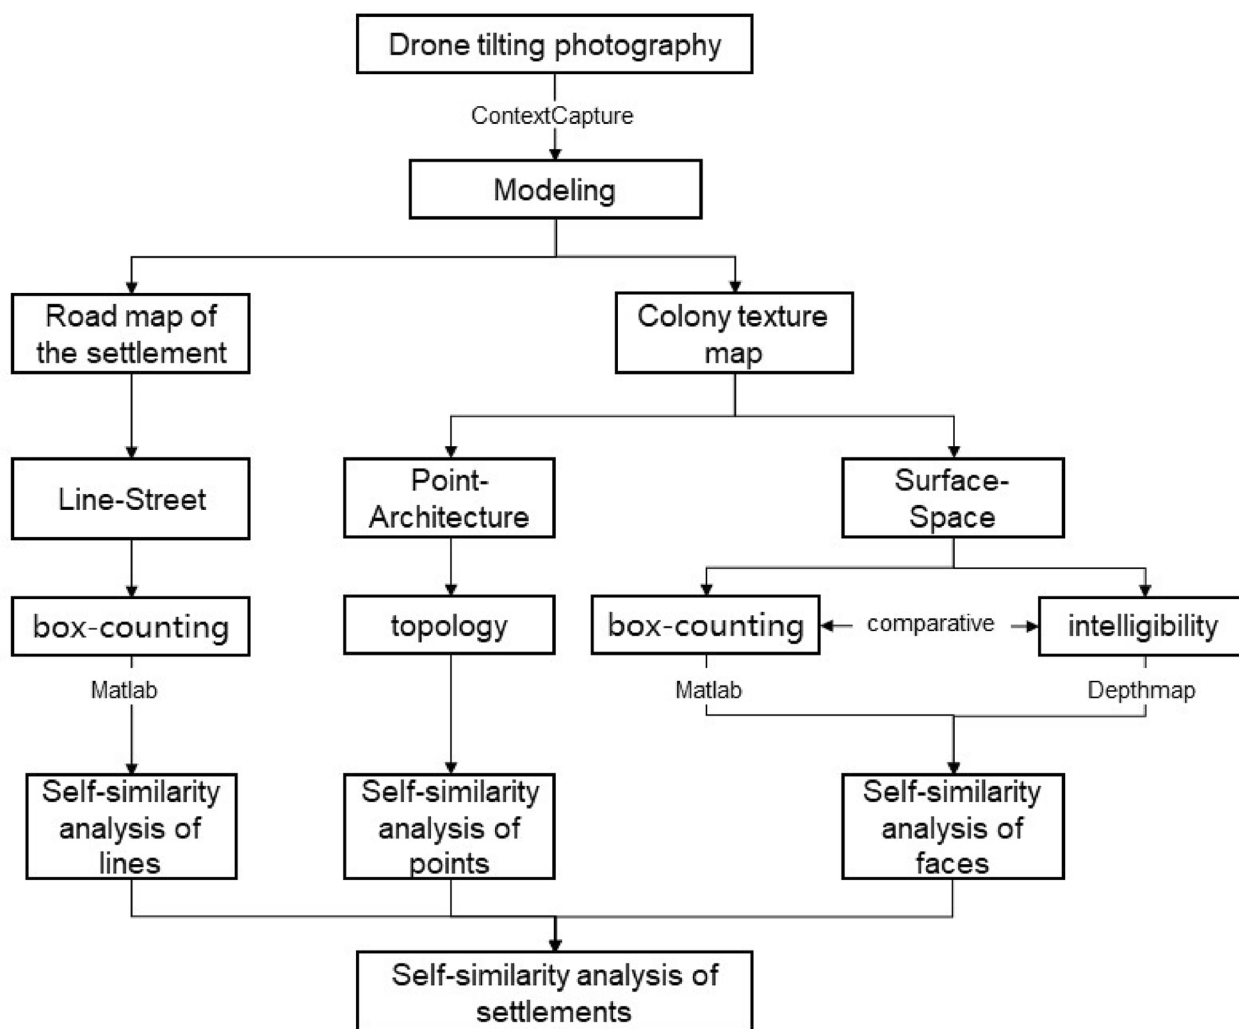 Drone tilting photography
ContextCapture
Modeling
Road map of
the settlement
Colony texture
map
Line-Street
Point-
Architecture
Surface-
Space
box-counting
topology
box-counting
comparative
intelligibility
Matlab
Matlab
Depthmap
Self-similarity
analysis of
lines
Self-similarity
analysis of
points
Self-similarity
analysis of
faces
Self-similarity analysis of
settlements